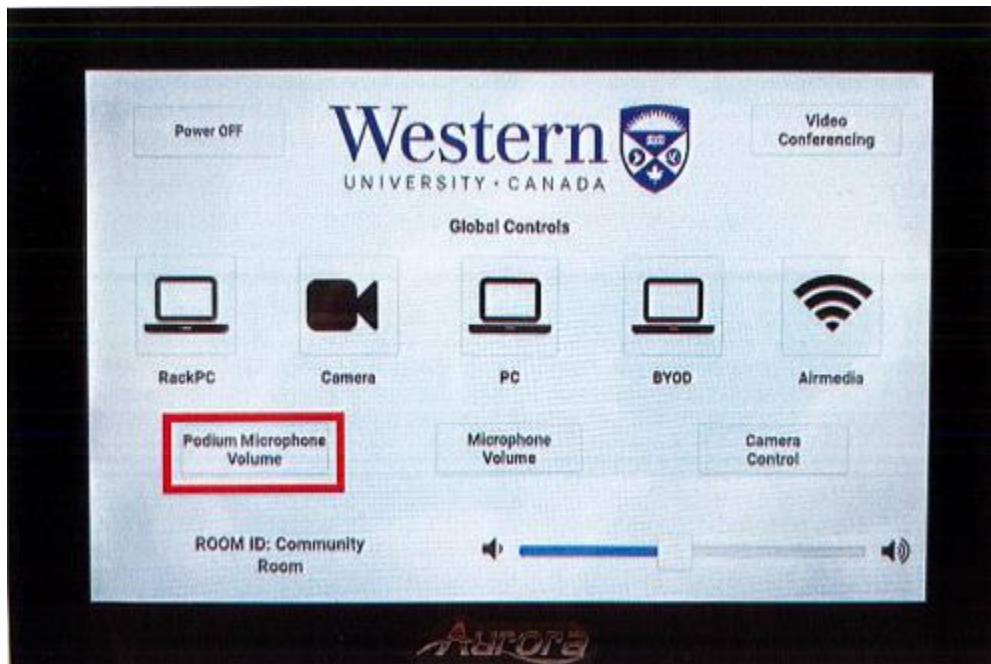 Power OFF
Western
UNIVERSITY · CANADA
Video
Conferencing
Global Controls
RackPC
Camera
PC
BYOD
Airmedia
Podium Microphone
Volume
Microphone
Volume
Camera
Control
ROOM ID: Community
Room
Aurora